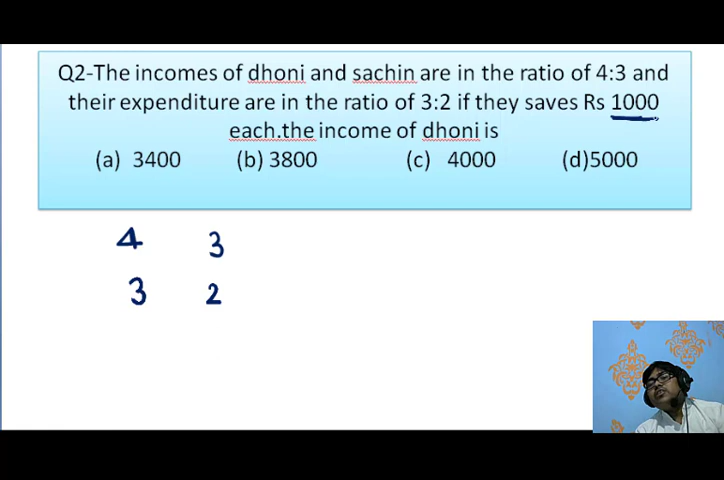 Q2-The incomes of dhoni and sachin are in the ratio of 4:3 and
their expenditure are in the ratio of 3:2 if they saves Rs 1000
each.the income of dhoni is
(a) 3400 (b) 3800 (c) 4000 (d)5000
4 3
3 2